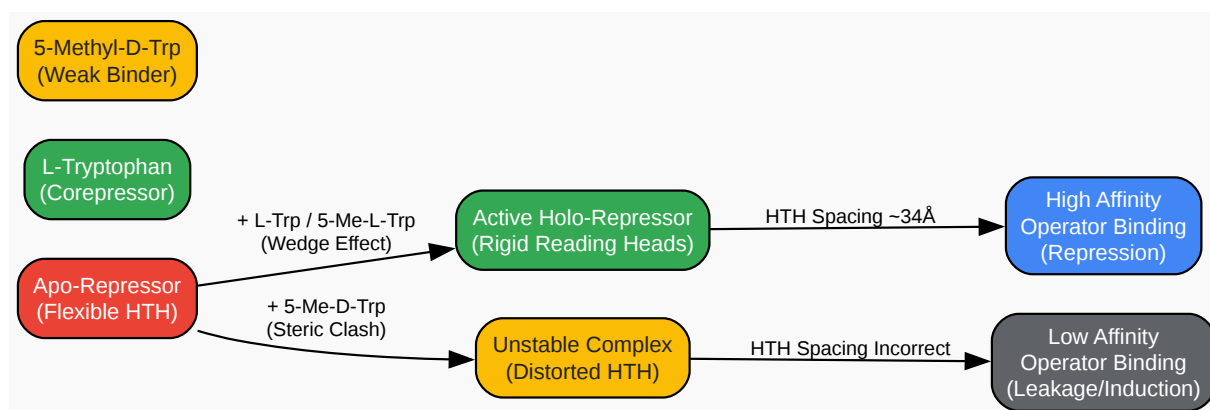 5-Methyl-D-Trp
(Weak Binder)
L-Tryptophan
(Corepressor)
Apo-Repressor
(Flexible HTH)
+ L-Trp / 5-Me-L-Trp
(Wedge Effect)
+ 5-Me-D-Trp
(Steric Clash)
Active Holo-Repressor
(Rigid Reading Heads)
Unstable Complex
(Distorted HTH)
HTH Spacing ~34Å
HTH Spacing Incorrect
High Affinity
Operator Binding
(Repression)
Low Affinity
Operator Binding
(Leakage/Induction)